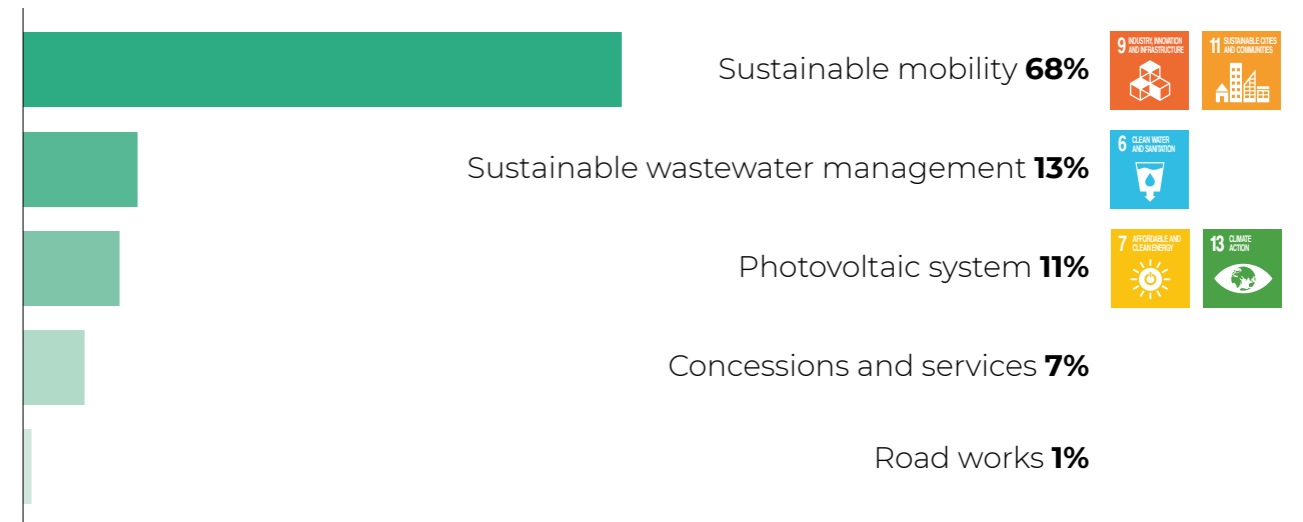 Sustainable mobility 68%
9 INDUSTRY, INNOVATION
AND INFRASTRUCTURE
11 SUSTAINABLE CITIES
AND COMMUNITIES
Sustainable wastewater management 13%
6 CLEAN WATER
AND SANITATION
Photovoltaic system 11%
7 AFFORDABLE AND
CLEAN ENERGY
13 CLIMATE
ACTION
Concessions and services 7%
Road works 1%